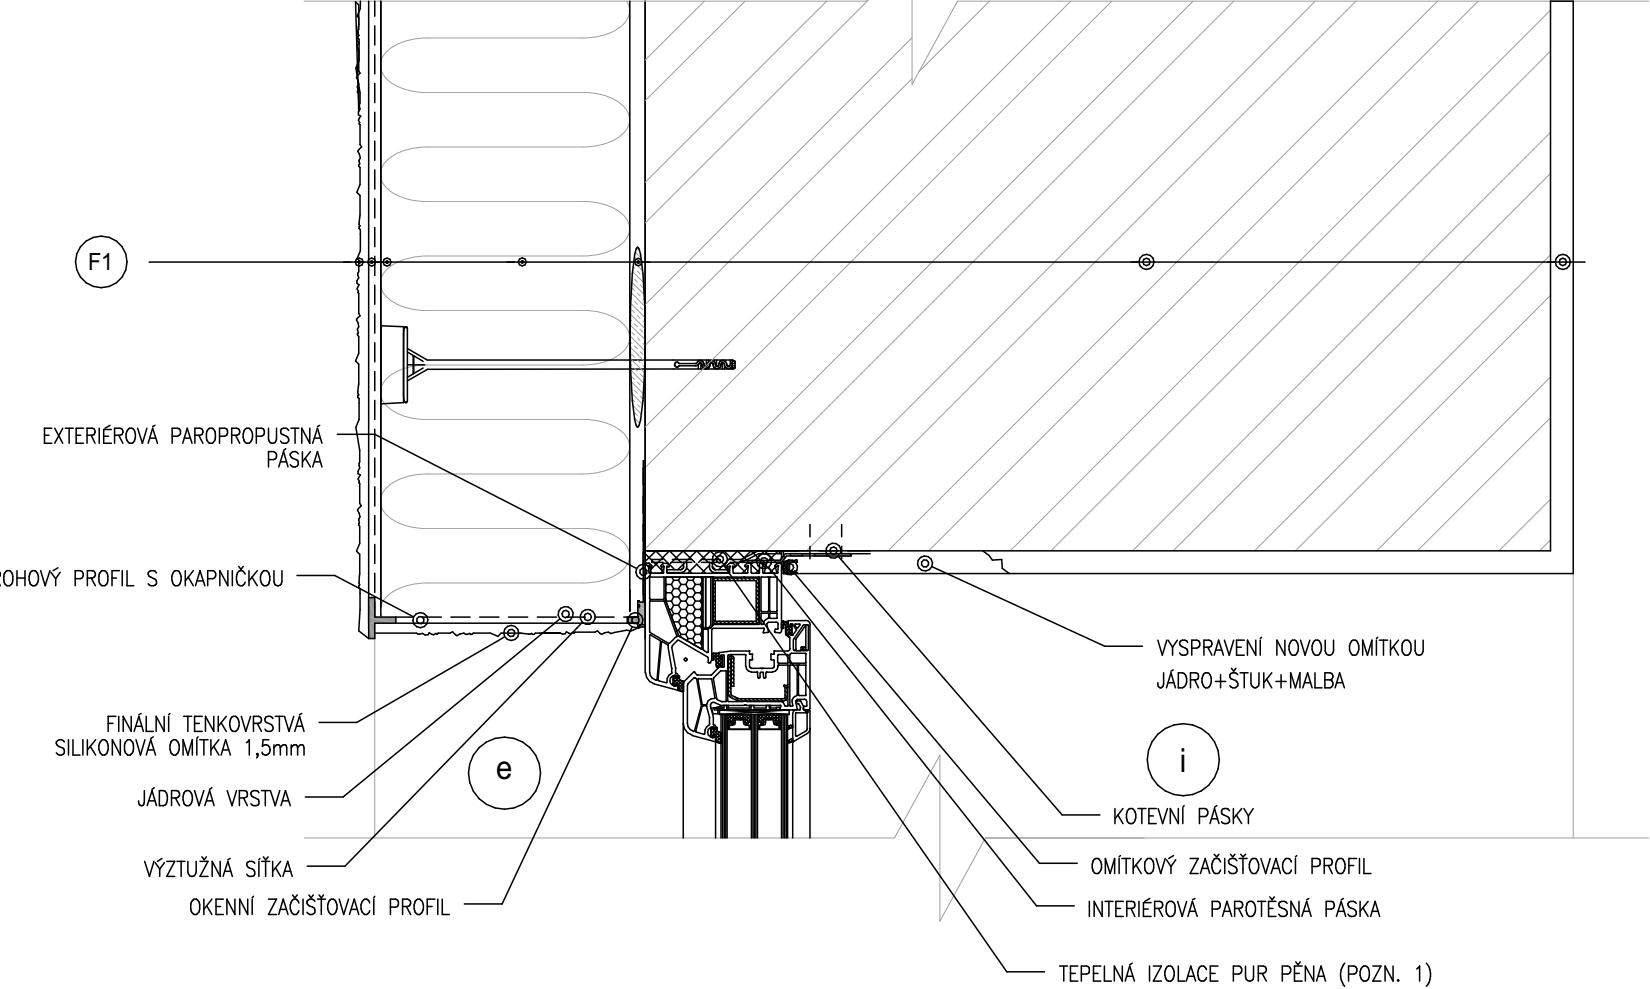 F1
EXTERIÉROVÁ PAROPROPUSTNÁ
PÁSKA
ROHOVÝ PROFIL S OKAPNIČKOU
FINÁLNÍ TENKOVRSTVÁ
SILIKONOVÁ OMÍTKA 1,5mm
JÁDROVÁ VRSTVA
VÝZTUŽNÁ SÍŤKA
OKENNÍ ZAČIŠŤOVACÍ PROFIL
e
i
VYSPRAVENÍ NOVOU OMÍTKOU
JÁDRO+ŠTUK+MALBA
KOTEVNÍ PÁSKY
OMÍTKOVÝ ZAČIŠŤOVACÍ PROFIL
INTERIÉROVÁ PAROTĚSNÁ PÁSKA
TEPELNÁ IZOLACE PUR PĚNA (POZN. 1)